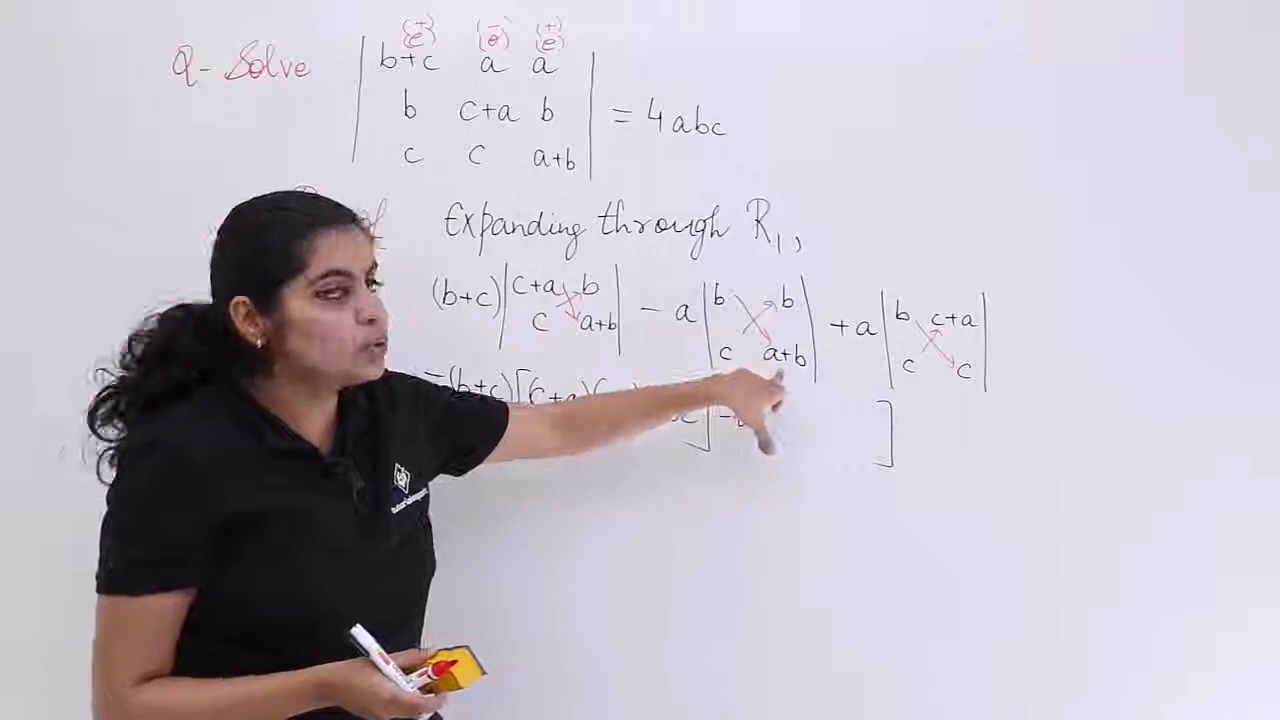 (+) (-) (+)
(e) (o) (e)
Q- Solve | b+c a a |
| b c+a b | = 4abc
| c c a+b |
Expanding through R₁,
(b+c) | c+a b | - a | b b | + a | b c+a |
| c a+b | | c a+b | | c c |
=(b+c)[(c+a)( ] - ]